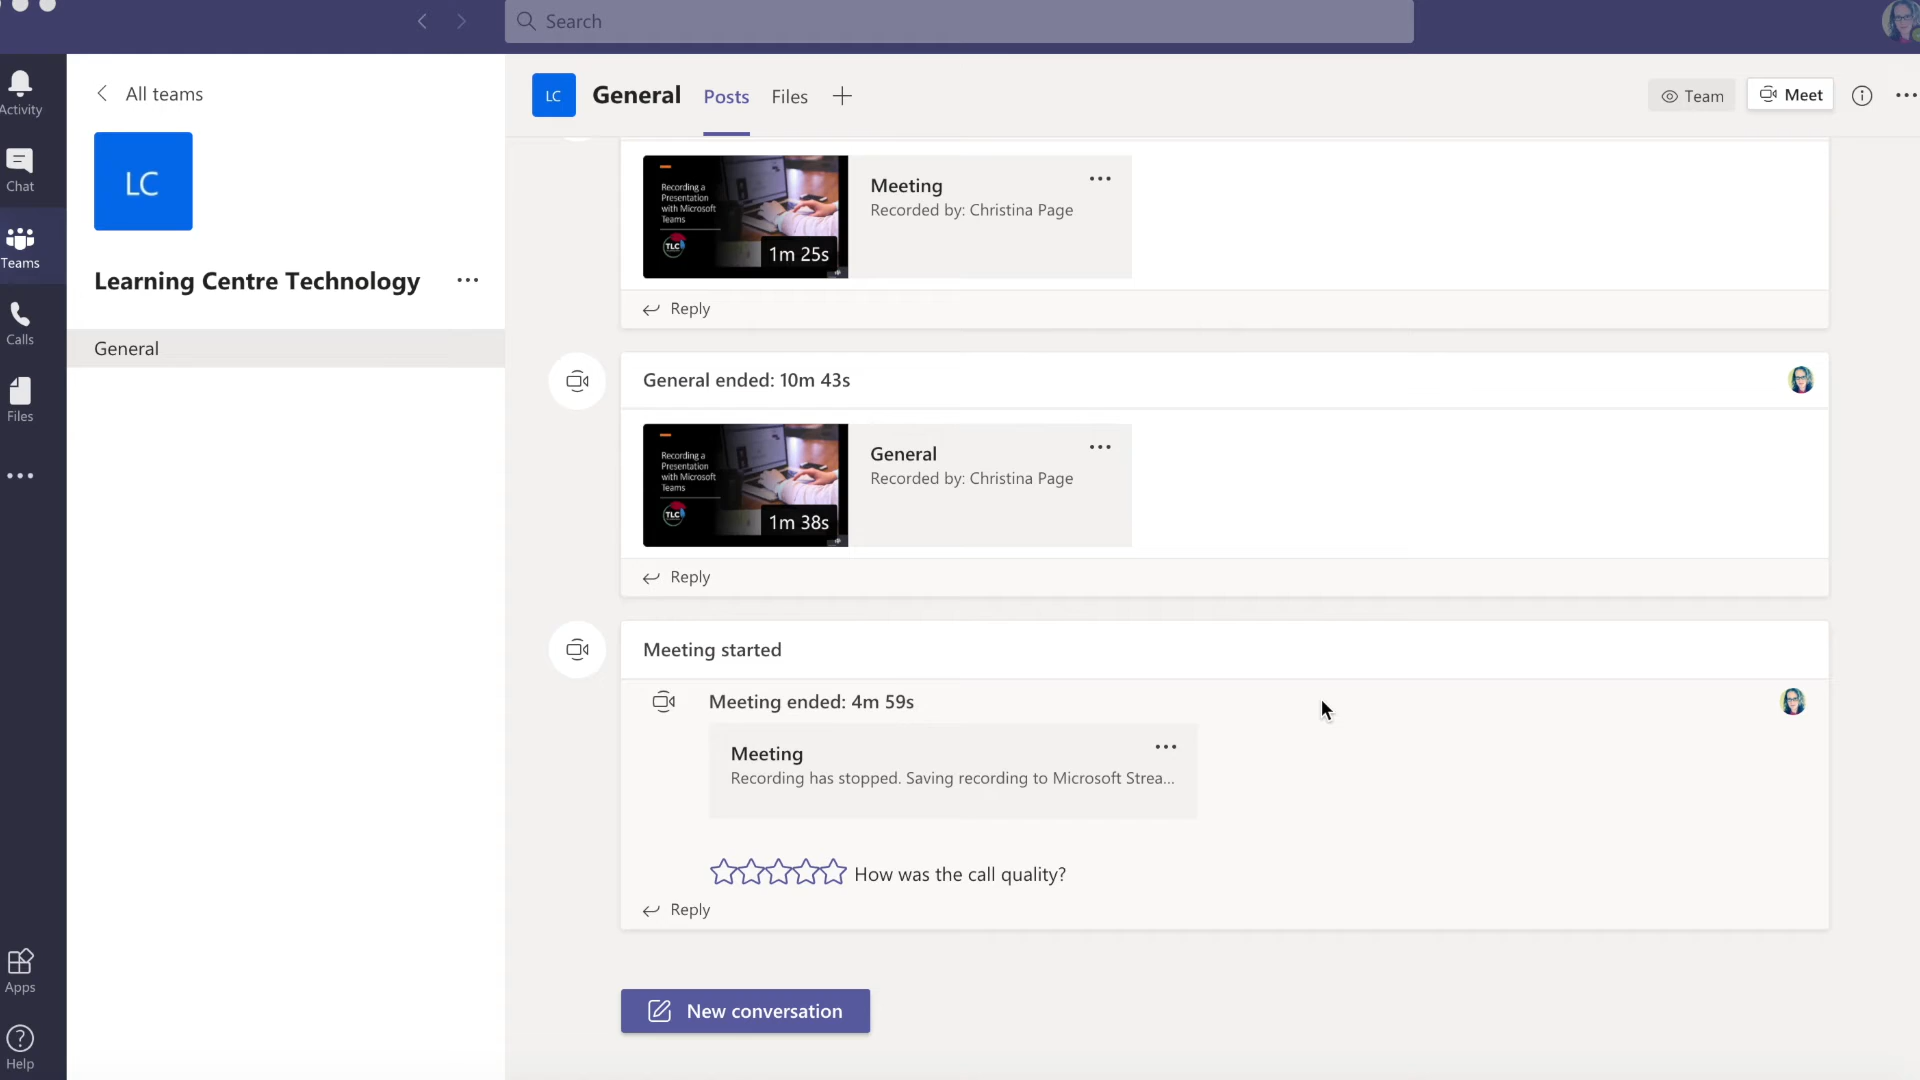 Search
Activity
Chat
Teams
Calls
Files
Apps
Help
All teams
LC
Learning Centre Technology
General
LC
General
Posts
Files
Team
Meet
Recording a
Presentation
with Microsoft
Teams
TLC
1m 25s
Meeting
Recorded by: Christina Page
Reply
General ended: 10m 43s
Recording a
Presentation
with Microsoft
Teams
TLC
1m 38s
General
Recorded by: Christina Page
Reply
Meeting started
Meeting ended: 4m 59s
Meeting
Recording has stopped. Saving recording to Microsoft Strea...
How was the call quality?
Reply
New conversation